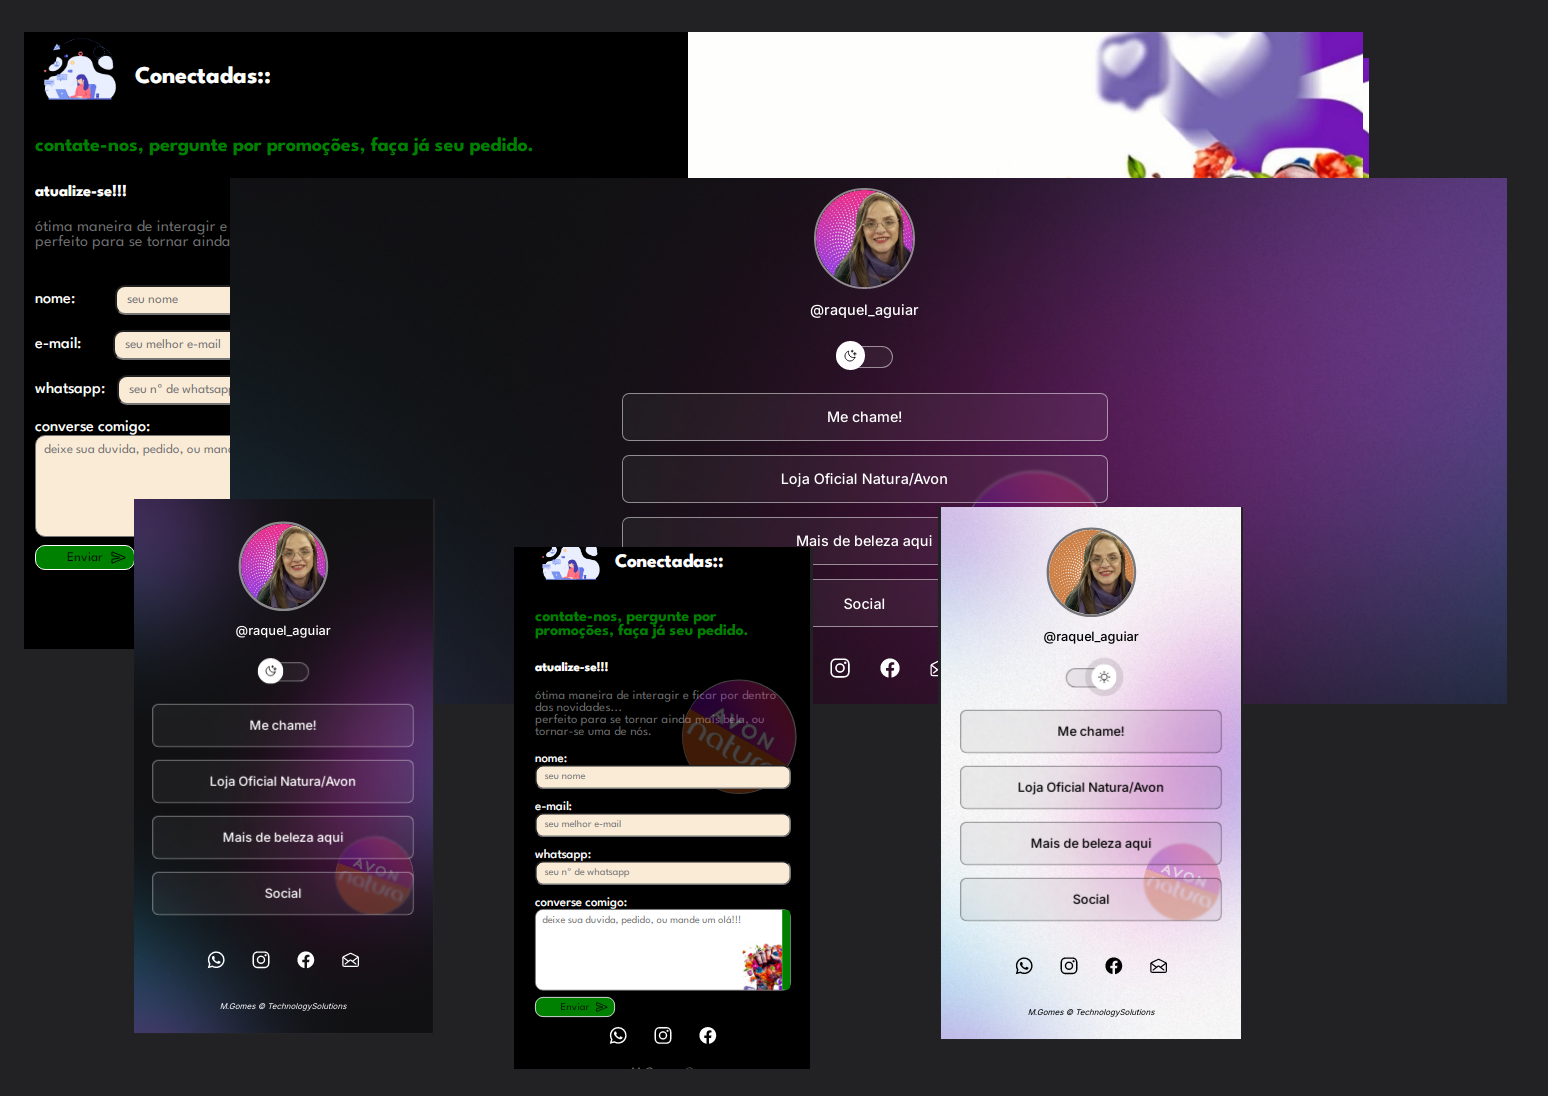 Conectadas::
contate-nos, pergunte por promoções, faça já seu pedido.
atualize-se!!!
ótima maneira de interagir e
perfeito para se tornar ainda
nome:
seu nome
e-mail:
seu melhor e-mail
whatsapp:
seu n° de whatsapp
converse comigo:
deixe sua duvida, pedido, ou
Enviar
@raquel_aguiar
Me chame!
Loja Oficial Natura/Avon
Mais de beleza aqui
Social
@raquel_aguiar
Me chame!
Loja Oficial Natura/Avon
Mais de beleza aqui
AVON
natura
Social
M.Gomes © TechnologySolutions
Conectadas::
contate-nos, pergunte por
promoções, faça já seu pedido.
atualize-se!!!
ótima maneira de interagir e ficar por dentro
das novidades...
perfeito para se tornar ainda mais bela, ou
tornar-se uma de nós.
AVON
natura
nome:
seu nome
e-mail:
seu melhor e-mail
whatsapp:
seu n° de whatsapp
converse comigo:
deixe sua duvida, pedido, ou mande um olá!!!
Enviar
@raquel_aguiar
Me chame!
Loja Oficial Natura/Avon
Mais de beleza aqui
AVON
natura
Social
M.Gomes © TechnologySolutions